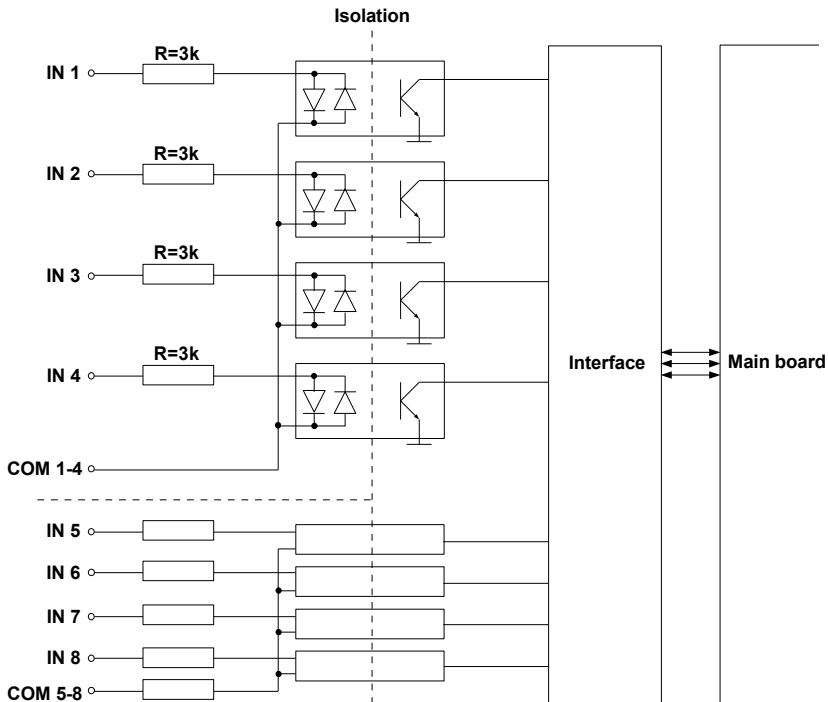 Isolation
R=3k
IN 1
R=3k
IN 2
R=3k
IN 3
R=3k
IN 4
Interface
Main board
COM 1-4
IN 5
IN 6
IN 7
IN 8
COM 5-8